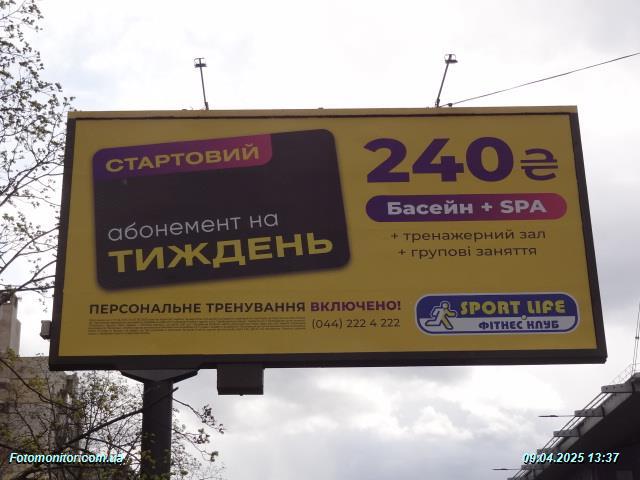 СТАРТОВИЙ
абонемент на
ТИЖДЕНЬ
240₴
Басейн + SPA
+ тренажерний зал
+ групові заняття
ПЕРСОНАЛЬНЕ ТРЕНУВАННЯ ВКЛЮЧЕНО!
(044) 222 4 222
SPORT LIFE
ФІТНЕС КЛУБ
Fotomonitor.com.ua
09.04.2025 13:37